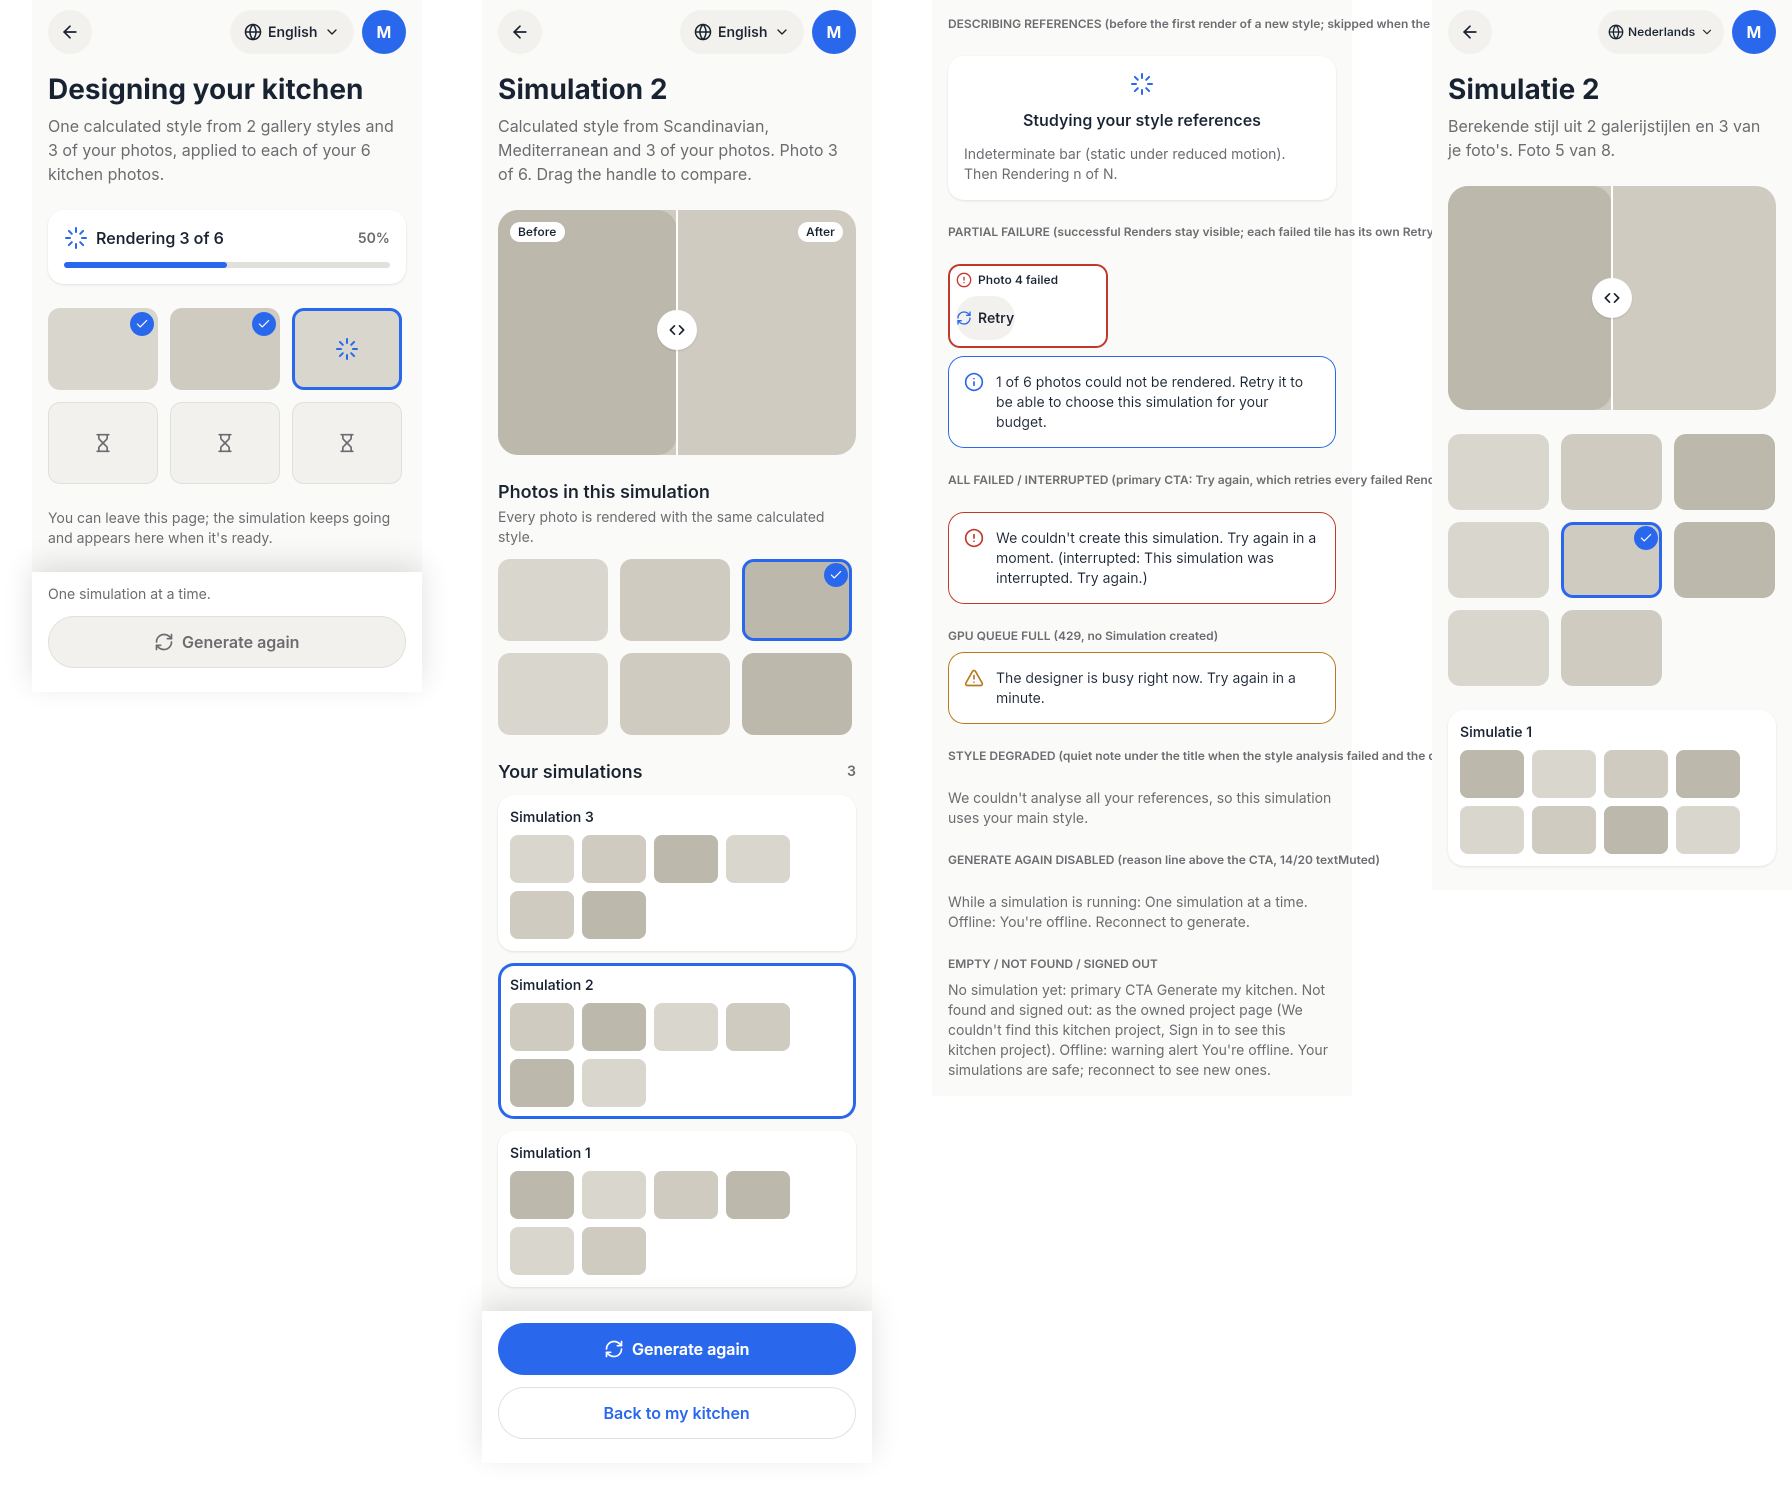 English
M
Designing your kitchen
One calculated style from 2 gallery styles and
3 of your photos, applied to each of your 6
kitchen photos.
Rendering 3 of 6
50%
You can leave this page; the simulation keeps going
and appears here when it's ready.
One simulation at a time.
Generate again
English
M
Simulation 2
Calculated style from Scandinavian,
Mediterranean and 3 of your photos. Photo 3
of 6. Drag the handle to compare.
Before
After
Photos in this simulation
Every photo is rendered with the same calculated
style.
Your simulations
3
Simulation 3
Simulation 2
Simulation 1
Generate again
Back to my kitchen
DESCRIBING REFERENCES (before the first render of a new style; skipped when the
Studying your style references
Indeterminate bar (static under reduced motion).
Then Rendering n of N.
PARTIAL FAILURE (successful Renders stay visible; each failed tile has its own Retry
Photo 4 failed
Retry
1 of 6 photos could not be rendered. Retry it to
be able to choose this simulation for your
budget.
ALL FAILED / INTERRUPTED (primary CTA: Try again, which retries every failed Rend
We couldn't create this simulation. Try again in a
moment. (interrupted: This simulation was
interrupted. Try again.)
GPU QUEUE FULL (429, no Simulation created)
The designer is busy right now. Try again in a
minute.
STYLE DEGRADED (quiet note under the title when the style analysis failed and the
We couldn't analyse all your references, so this simulation
uses your main style.
GENERATE AGAIN DISABLED (reason line above the CTA, 14/20 textMuted)
While a simulation is running: One simulation at a time.
Offline: You're offline. Reconnect to generate.
EMPTY / NOT FOUND / SIGNED OUT
No simulation yet: primary CTA Generate my kitchen. Not
found and signed out: as the owned project page (We
couldn't find this kitchen project, Sign in to see this
kitchen project). Offline: warning alert You're offline. Your
simulations are safe; reconnect to see new ones.
Nederlands
M
Simulatie 2
Berekende stijl uit 2 galerijstijlen en 3 van
je foto's. Foto 5 van 8.
Simulatie 1